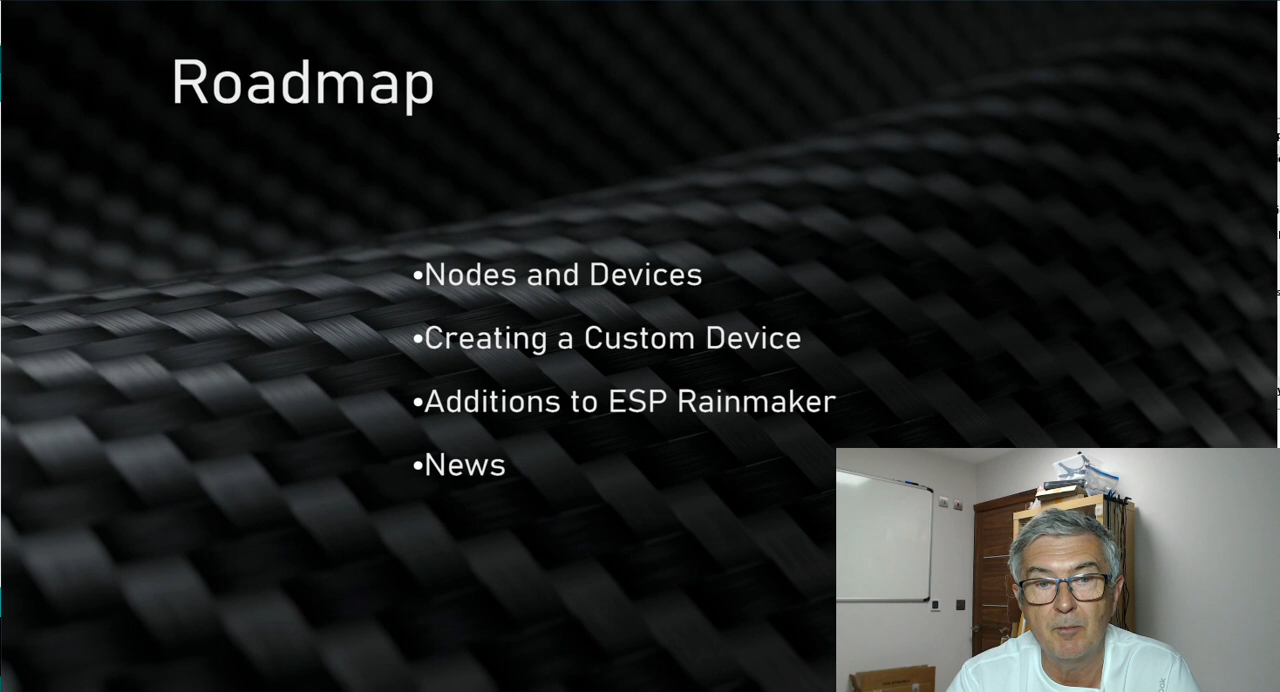 Roadmap
•Nodes and Devices
•Creating a Custom Device
•Additions to ESP Rainmaker
•News